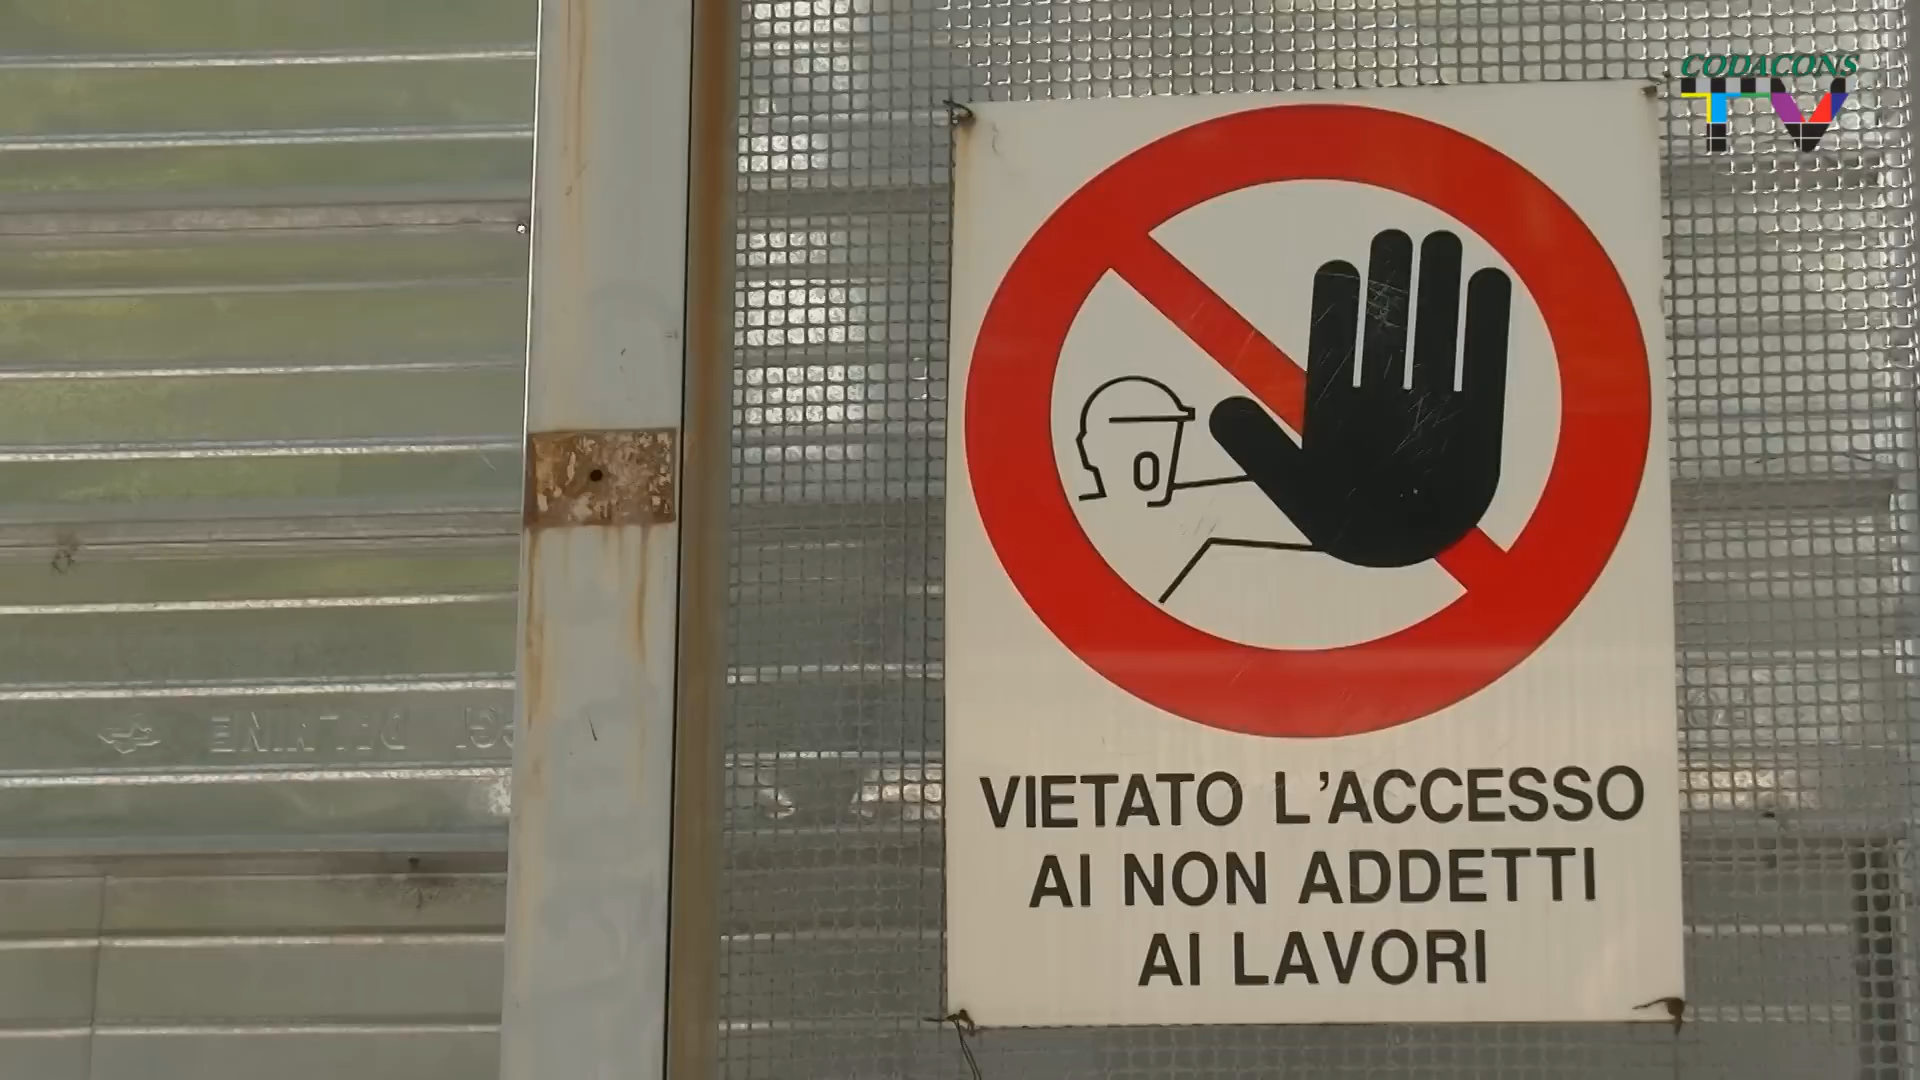 CODACONS
TV
VIETATO L'ACCESSO
AI NON ADDETTI
AI LAVORI